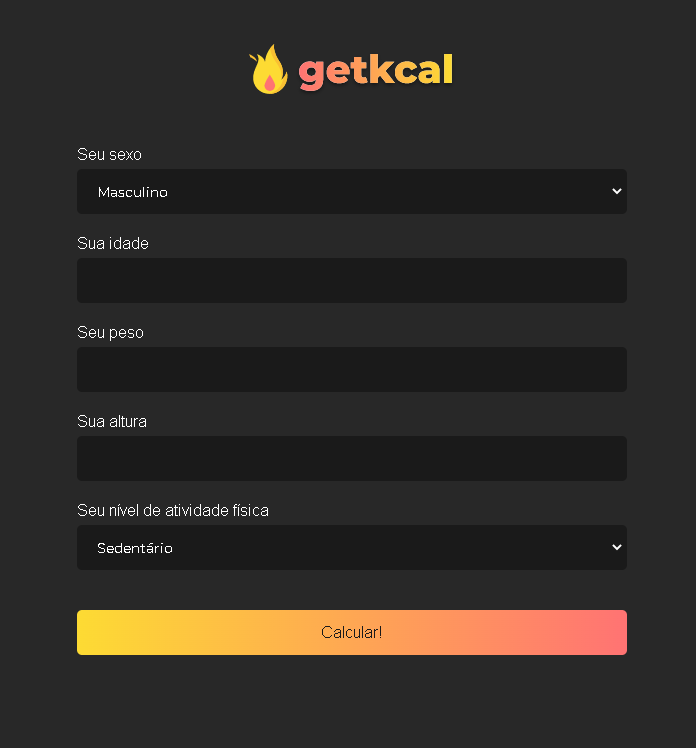 getkcal
Seu sexo
Masculino
Sua idade
Seu peso
Sua altura
Seu nível de atividade física
Sedentário
Calcular!